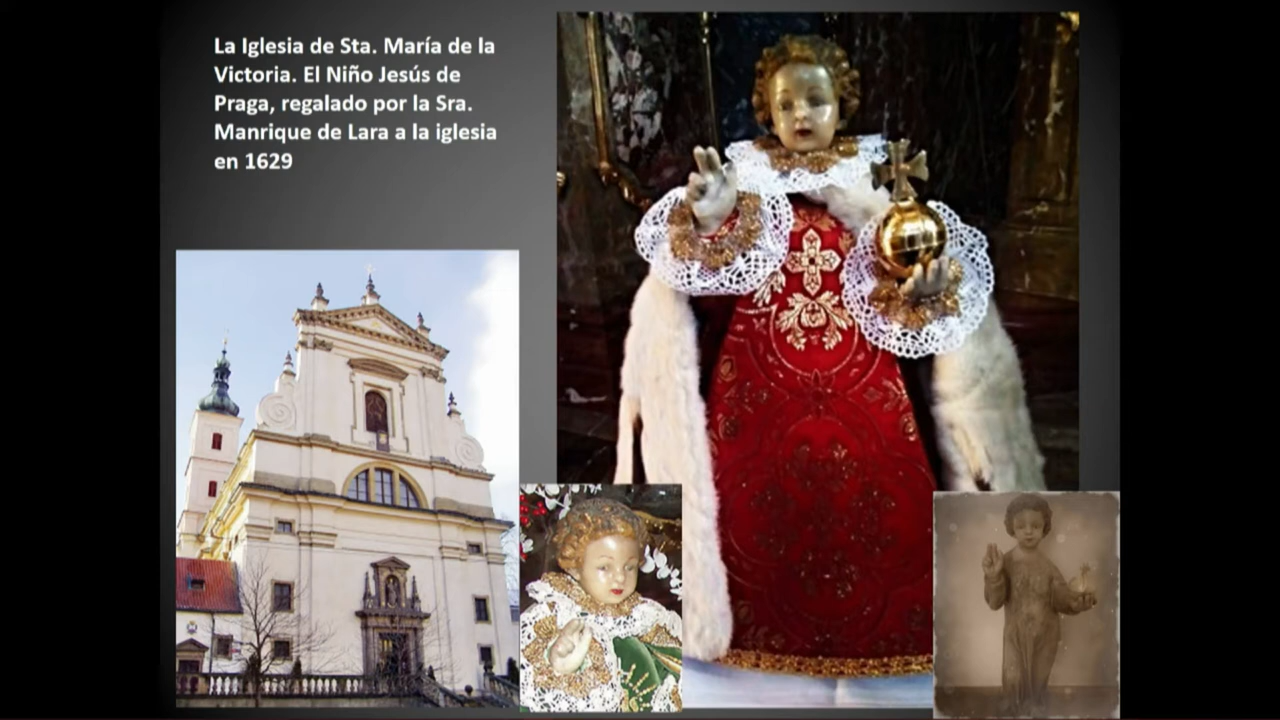 La Iglesia de Sta. María de la
Victoria. El Niño Jesús de
Praga, regalado por la Sra.
Manrique de Lara a la iglesia
en 1629